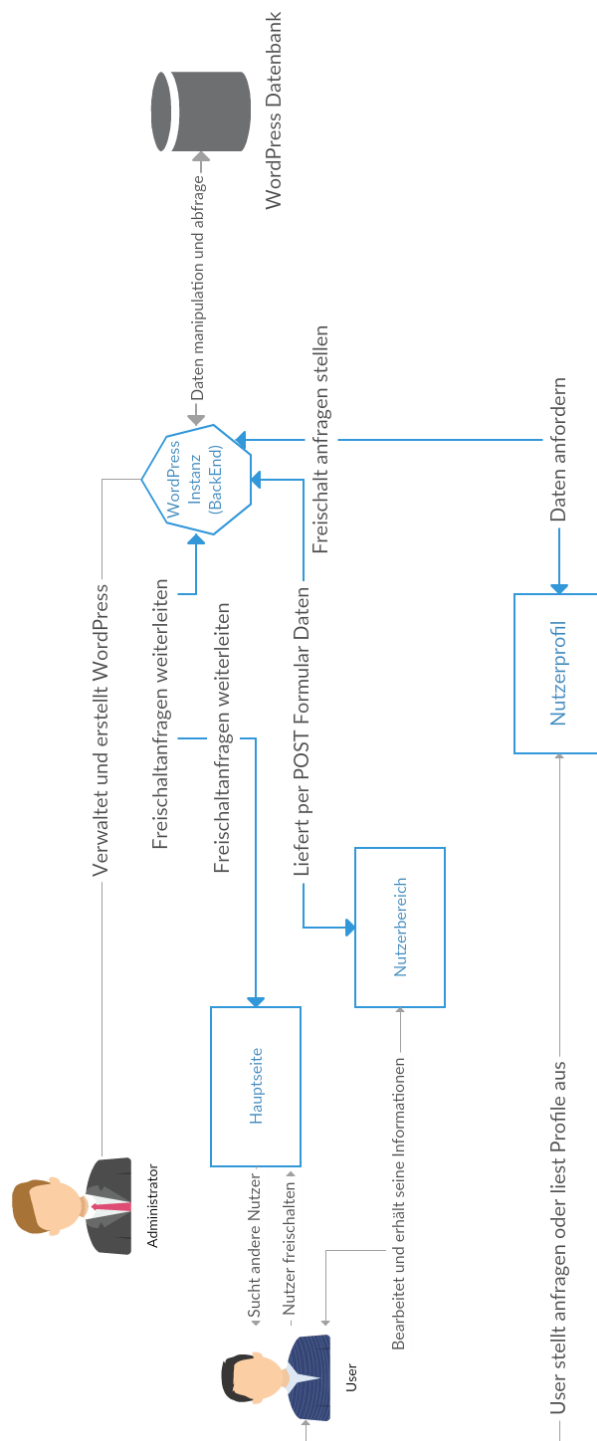 Verwaltet und erstellt WordPress
Administrator
Freischaltanfragen weiterleiten
WordPress
Instanz
(BackEnd)
Daten manipulation und abfrage
WordPress Datenbank
Freischaltanfragen weiterleiten
Sucht andere Nutzer
Hauptseite
Nutzer freischalten
Liefert per POST Formular Daten
Freischalt anfragen stellen
User
Bearbeitet und erhält seine Informationen
Nutzerbereich
User stellt anfragen oder liest Profile aus
Nutzerprofil
Daten anfordern